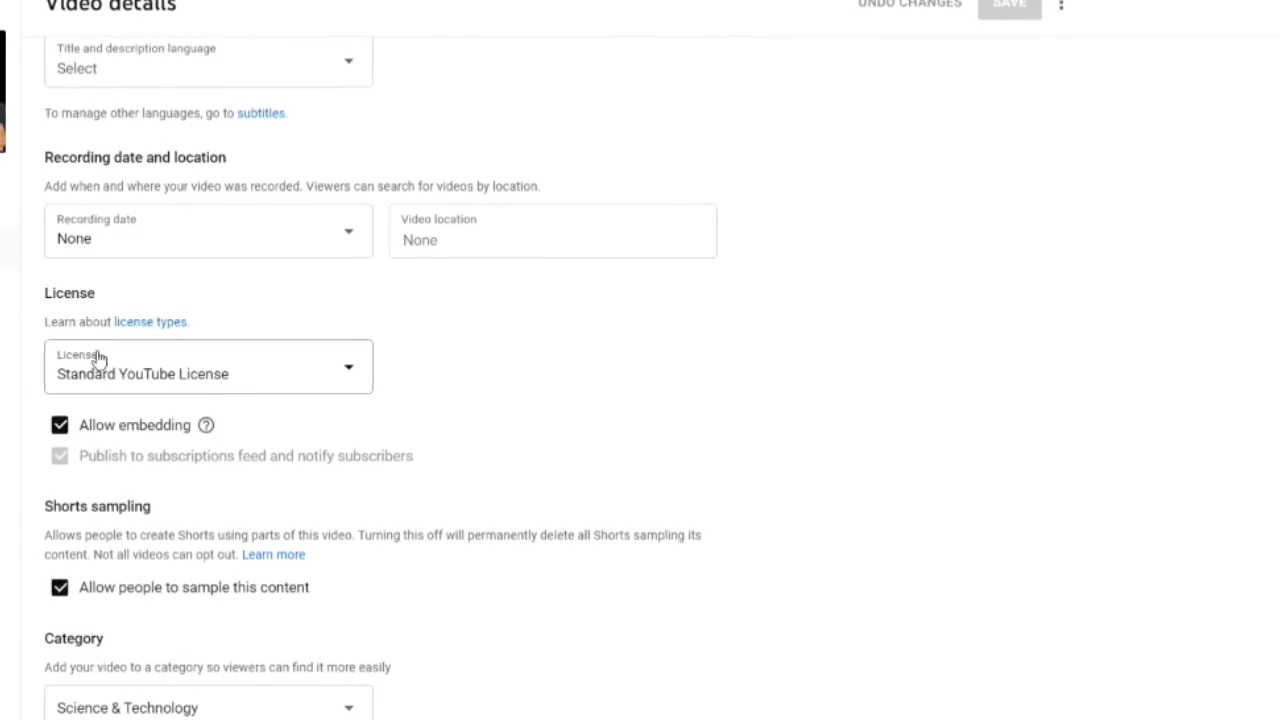 Video details
UNDO CHANGES
SAVE
Title and description language
Select
To manage other languages, go to subtitles.
Recording date and location
Add when and where your video was recorded. Viewers can search for videos by location.
Recording date
None
Video location
None
License
Learn about license types.
License
Standard YouTube License
Allow embedding
Publish to subscriptions feed and notify subscribers
Shorts sampling
Allows people to create Shorts using parts of this video. Turning this off will permanently delete all Shorts sampling its
content. Not all videos can opt out. Learn more
Allow people to sample this content
Category
Add your video to a category so viewers can find it more easily
Science & Technology